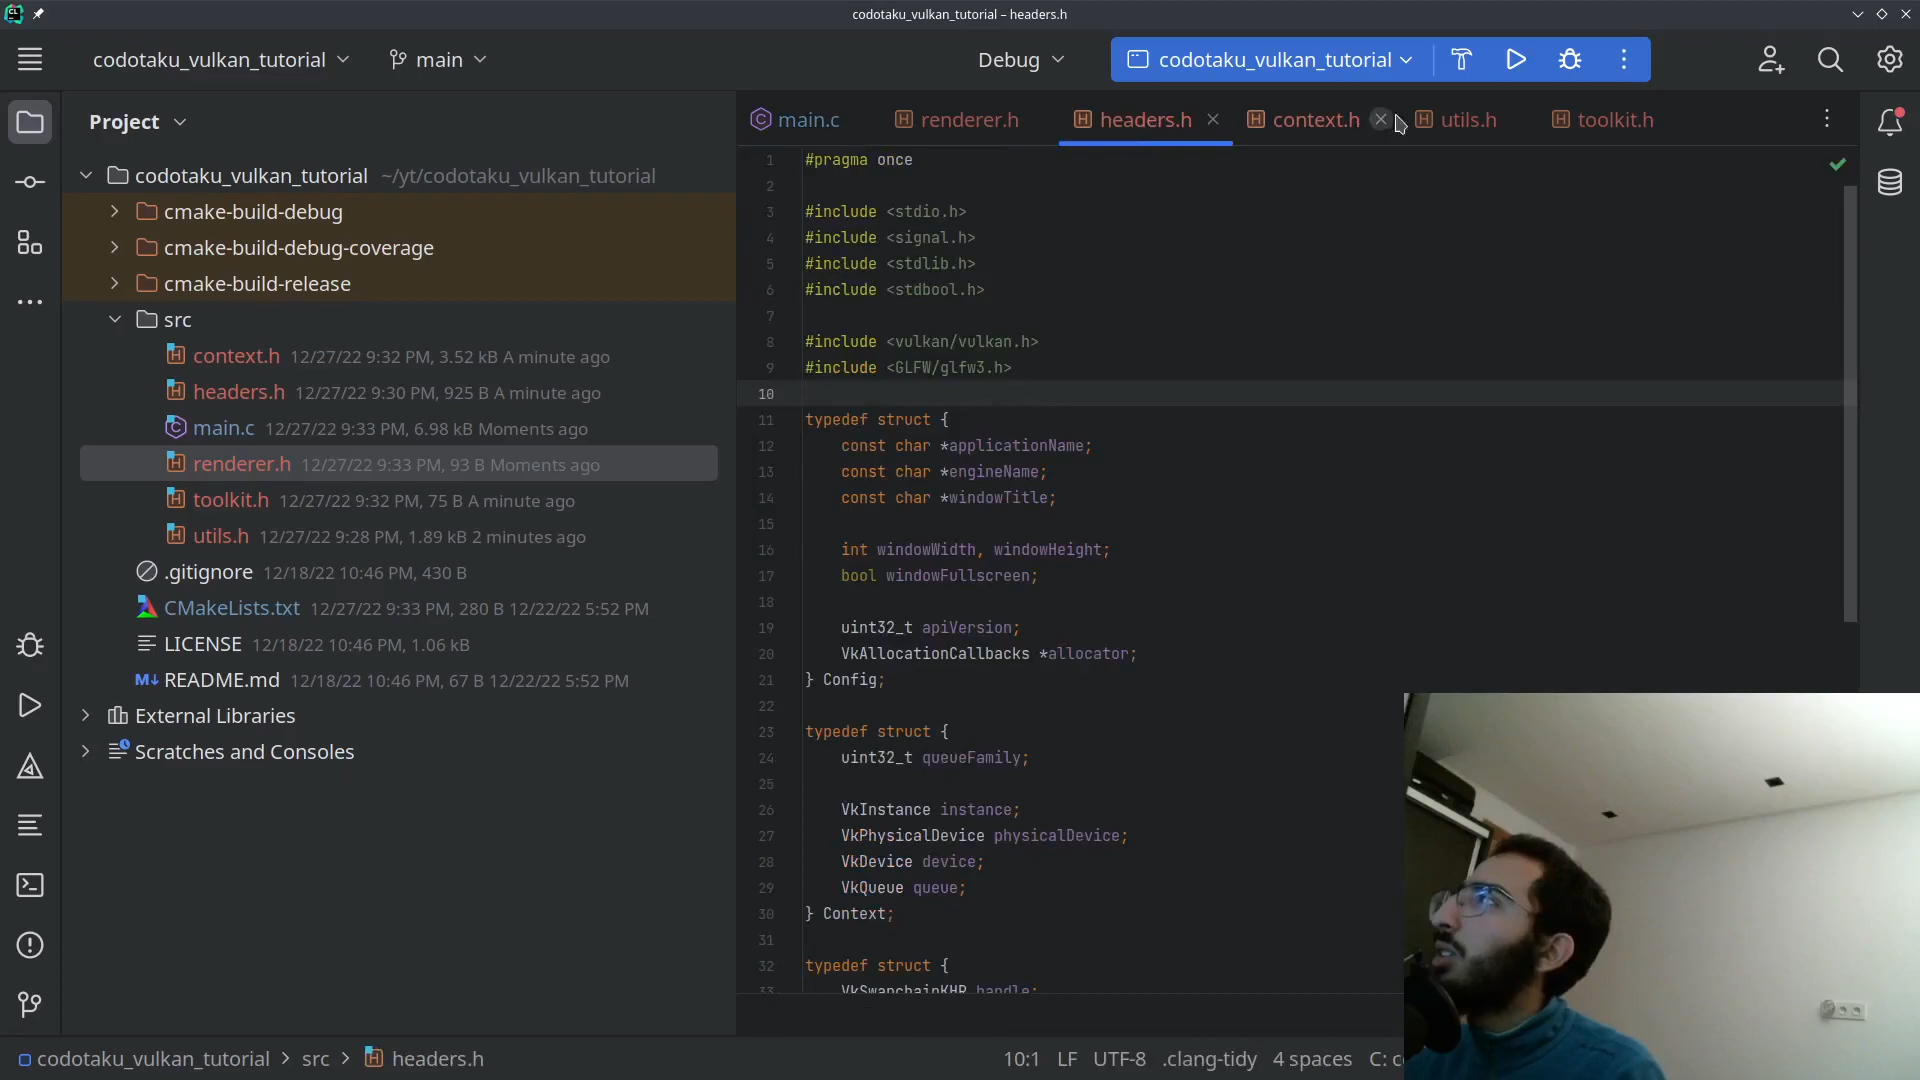 codotaku_vulkan_tutorial – headers.h
codotaku_vulkan_tutorial
main
Debug
codotaku_vulkan_tutorial
Project
main.c
renderer.h
headers.h
context.h
utils.h
toolkit.h
codotaku_vulkan_tutorial ~/yt/codotaku_vulkan_tutorial
cmake-build-debug
cmake-build-debug-coverage
cmake-build-release
src
context.h 12/27/22 9:32 PM, 3.52 kB A minute ago
headers.h 12/27/22 9:30 PM, 925 B A minute ago
main.c 12/27/22 9:33 PM, 6.98 kB Moments ago
renderer.h 12/27/22 9:33 PM, 93 B Moments ago
toolkit.h 12/27/22 9:32 PM, 75 B A minute ago
utils.h 12/27/22 9:28 PM, 1.89 kB 2 minutes ago
.gitignore 12/18/22 10:46 PM, 430 B
CMakeLists.txt 12/27/22 9:33 PM, 280 B 12/22/22 5:52 PM
LICENSE 12/18/22 10:46 PM, 1.06 kB
README.md 12/18/22 10:46 PM, 67 B 12/22/22 5:52 PM
External Libraries
Scratches and Consoles
1 #pragma once
2
3 #include <stdio.h>
4 #include <signal.h>
5 #include <stdlib.h>
6 #include <stdbool.h>
7
8 #include <vulkan/vulkan.h>
9 #include <GLFW/glfw3.h>
10
11 typedef struct {
12 const char *applicationName;
13 const char *engineName;
14 const char *windowTitle;
15
16 int windowWidth, windowHeight;
17 bool windowFullscreen;
18
19 uint32_t apiVersion;
20 VkAllocationCallbacks *allocator;
21 } Config;
22
23 typedef struct {
24 uint32_t queueFamily;
25
26 VkInstance instance;
27 VkPhysicalDevice physicalDevice;
28 VkDevice device;
29 VkQueue queue;
30 } Context;
31
32 typedef struct {
33 VkSwapchainKHR handle;
codotaku_vulkan_tutorial > src > headers.h
10:1 LF UTF-8 .clang-tidy 4 spaces C: